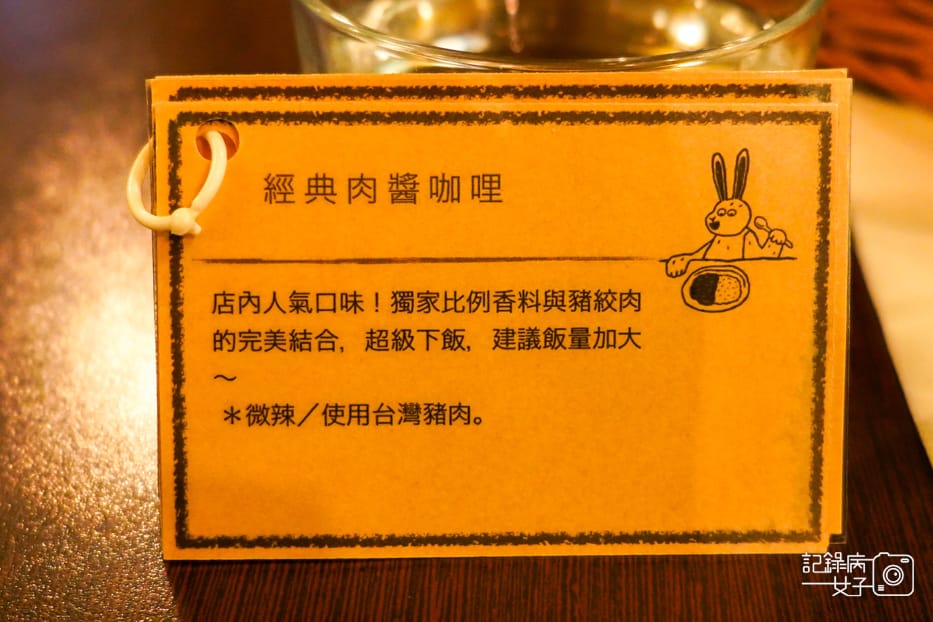 經典肉醬咖哩
店內人氣口味！獨家比例香料與豬絞肉
的完美結合，超級下飯，建議飯量加大
～
＊微辣／使用台灣豬肉。
記錄病
女子